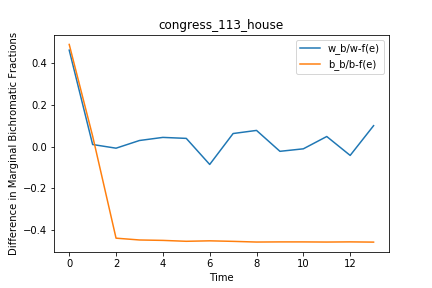 congress_113_house
w_b/w-f(e)
b_b/b-f(e)
Difference in Marginal Bichromatic Fractions
0.4
0.2
0.0
−0.2
−0.4
0 2 4 6 8 10 12
Time